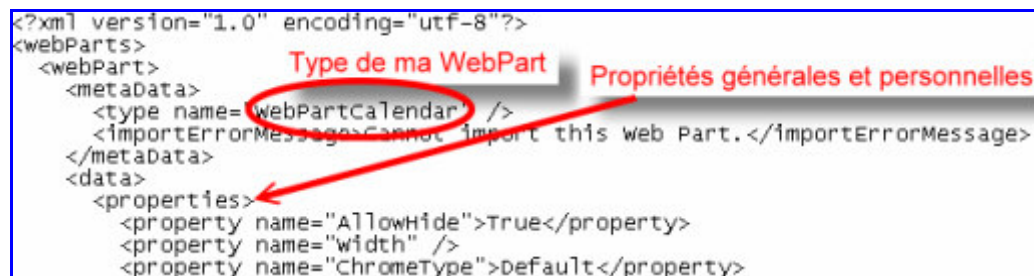 <?xml version="1.0" encoding="utf-8"?>
<webParts>
<webPart>
Type de ma WebPart
Propriétés générales et personnelles
<metaData>
<type name="WebPartCalendar" />
<importErrorMessage>Cannot import this Web Part.</importErrorMessage>
</metaData>
<data>
<properties>
<property name="AllowHide">True</property>
<property name="Width" />
<property name="ChromeType">Default</property>